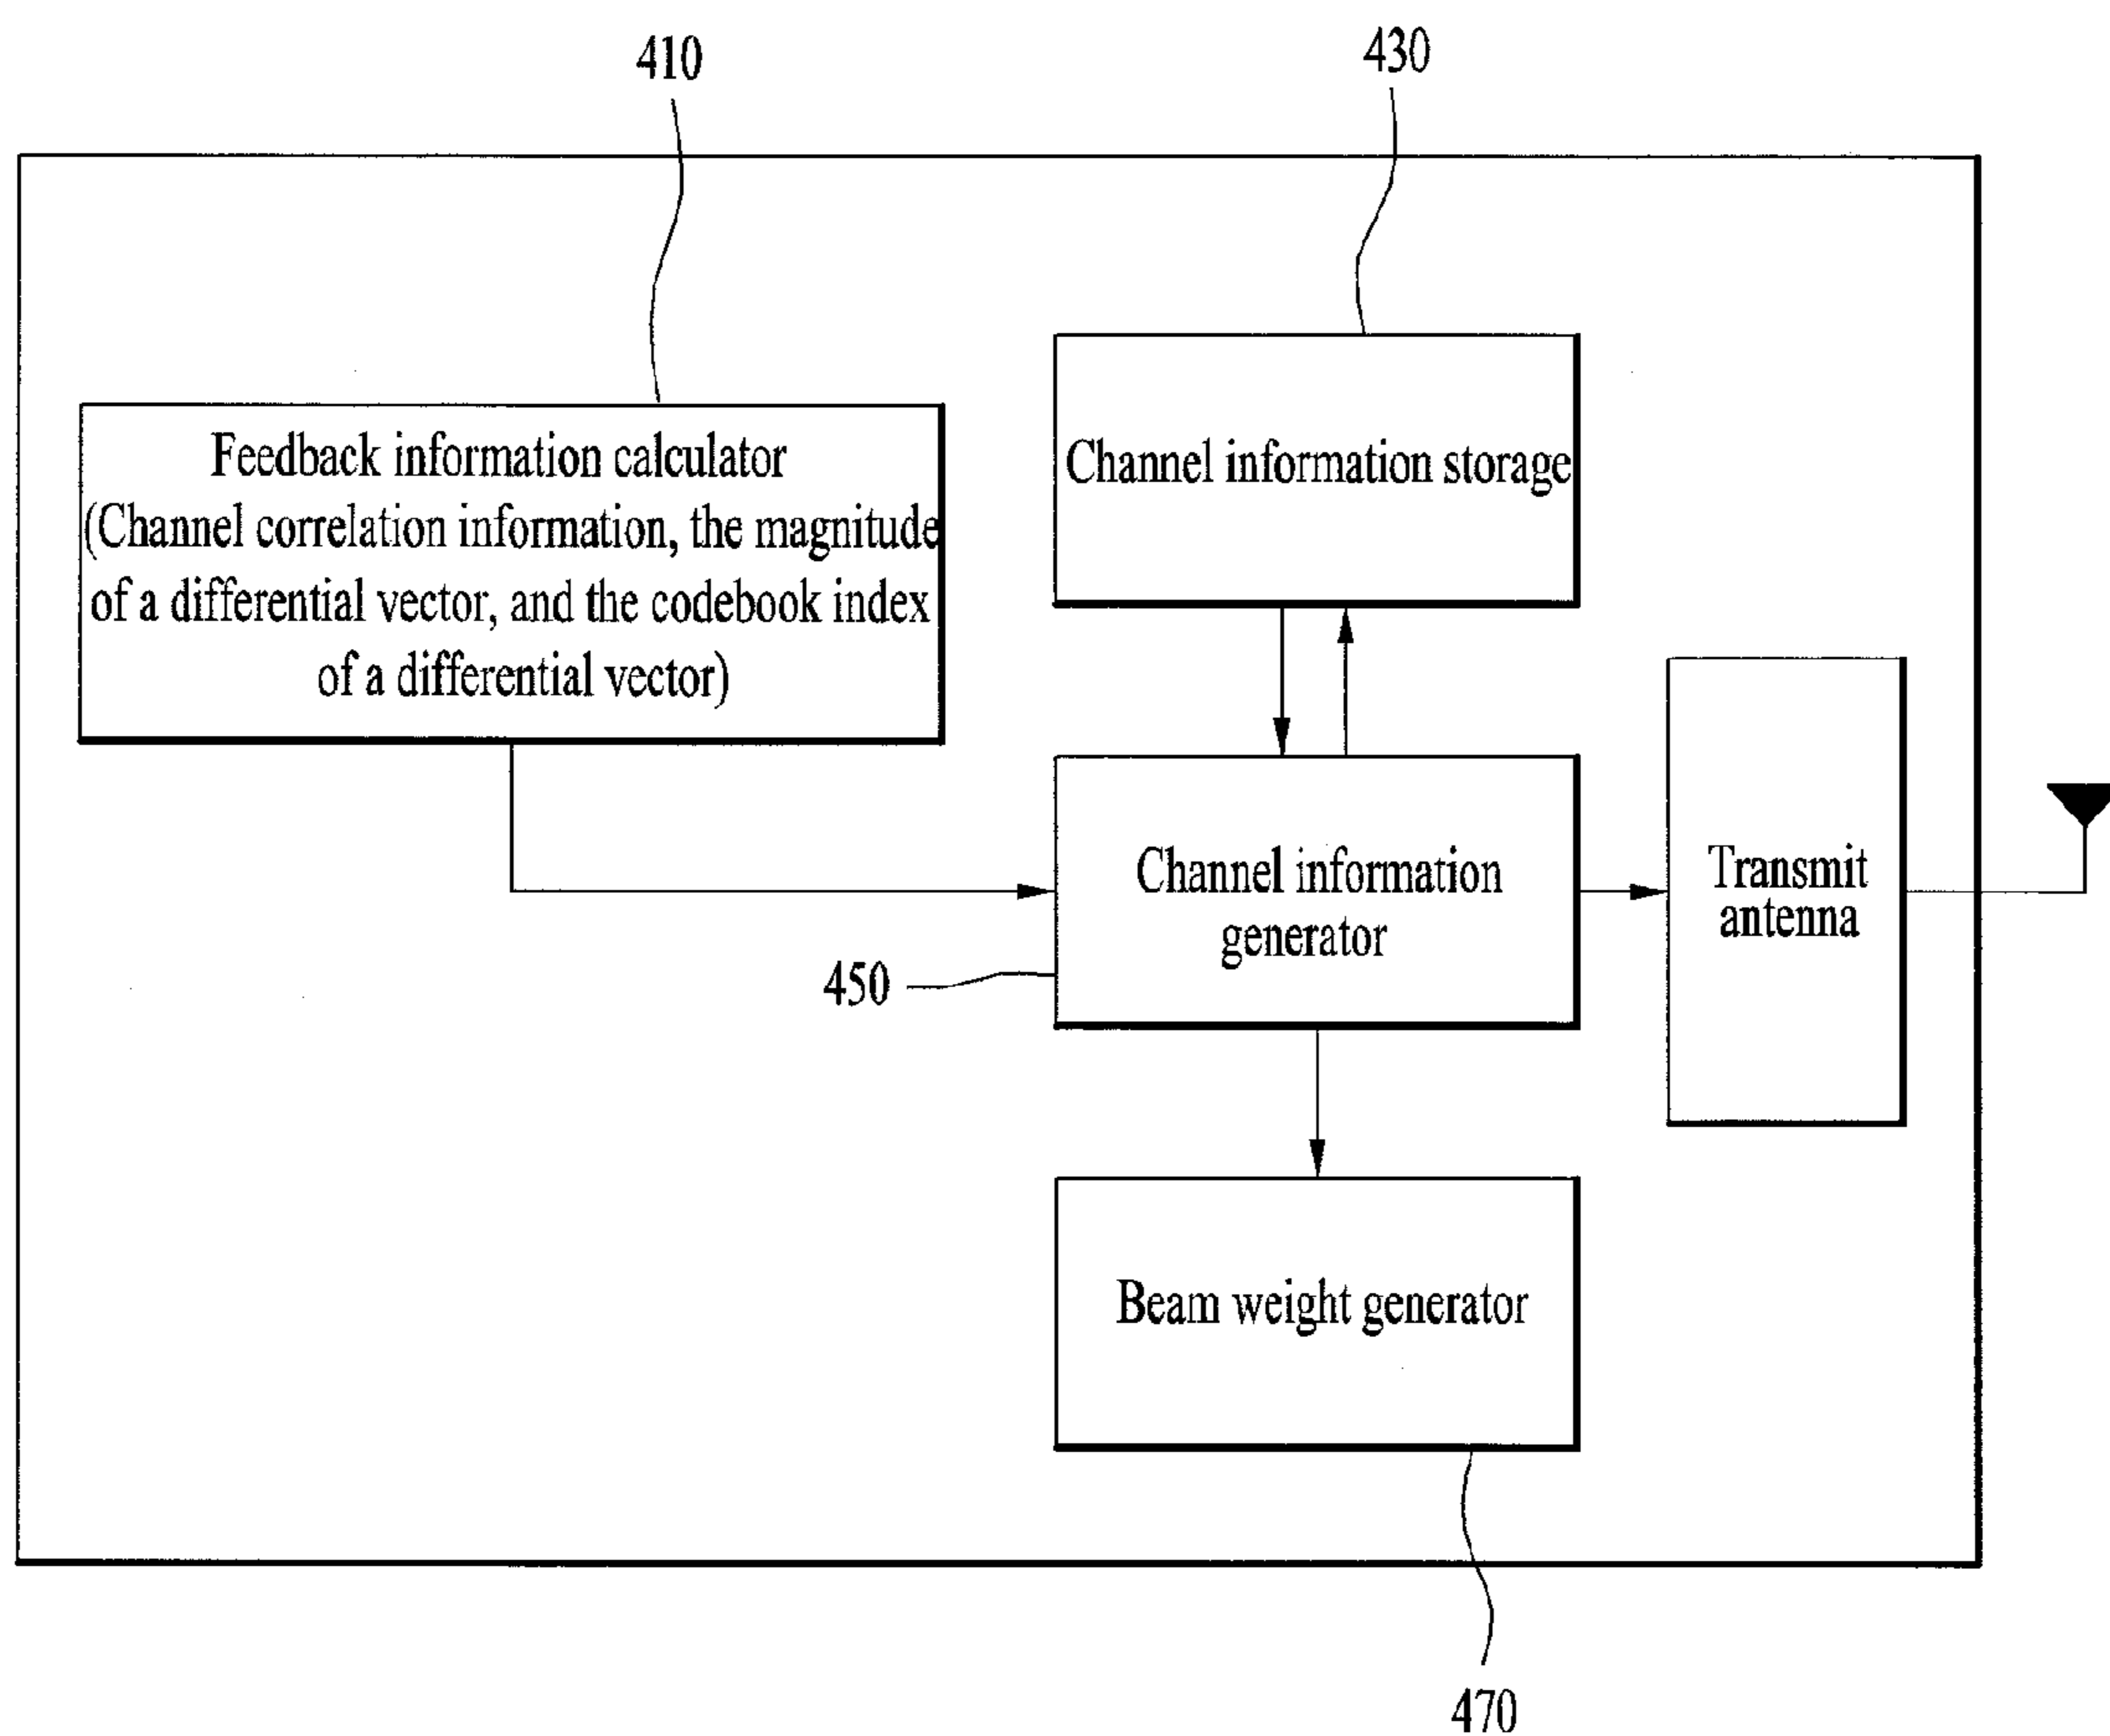 410
430
Feedback information calculator
(Channel correlation information, the magnitude
of a differential vector, and the codebook index
of a differential vector)
Channel information storage
Channel information
generator
450
Transmit
antenna
Beam weight generator
470